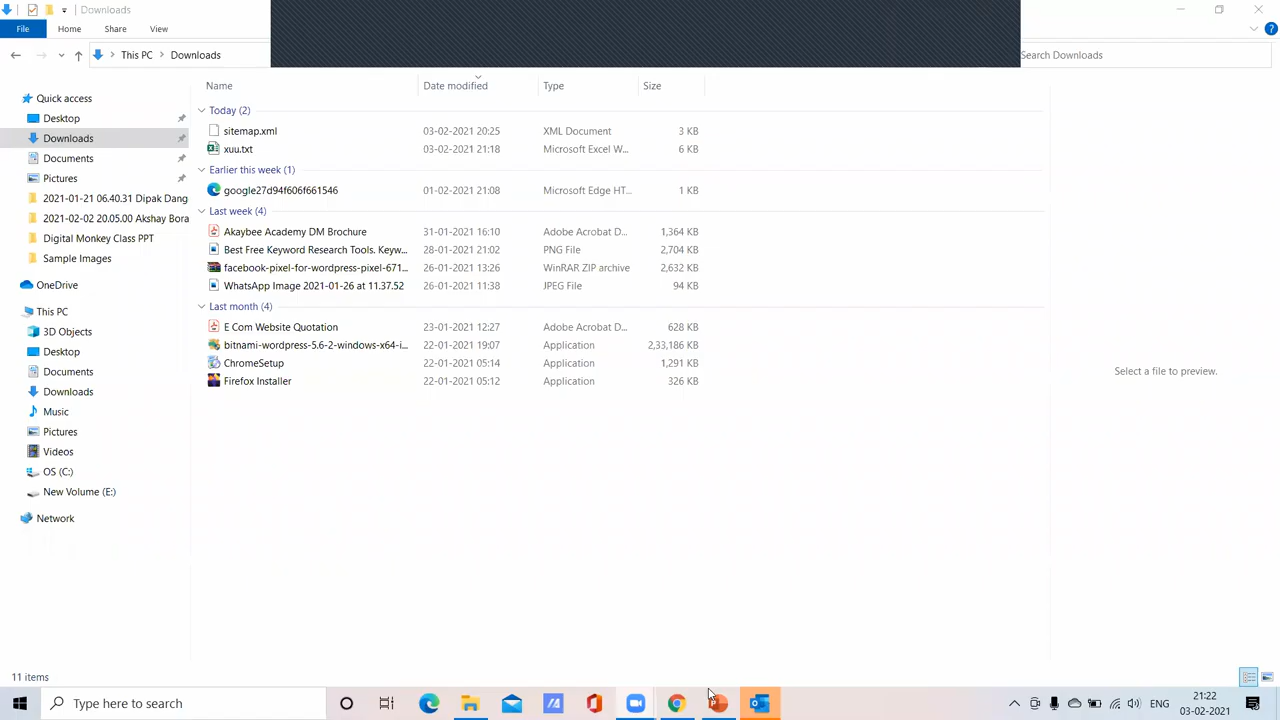 Downloads
File
Home
Share
View
This PC
Downloads
Search Downloads
Name
Date modified
Type
Size
Quick access
Desktop
Downloads
Documents
Pictures
2021-01-21 06.40.31 Dipak Dang
2021-02-02 20.05.00 Akshay Bora
Digital Monkey Class PPT
Sample Images
OneDrive
This PC
3D Objects
Desktop
Documents
Downloads
Music
Pictures
Videos
OS (C:)
New Volume (E:)
Network
Today (2)
sitemap.xml 03-02-2021 20:25 XML Document 3 KB
xuu.txt 03-02-2021 21:18 Microsoft Excel W... 6 KB
Earlier this week (1)
google27d94f606f661546 01-02-2021 21:08 Microsoft Edge HT... 1 KB
Last week (4)
Akaybee Academy DM Brochure 31-01-2021 16:10 Adobe Acrobat D... 1,364 KB
Best Free Keyword Research Tools. Keyw... 28-01-2021 21:02 PNG File 2,704 KB
facebook-pixel-for-wordpress-pixel-671... 26-01-2021 13:26 WinRAR ZIP archive 2,632 KB
WhatsApp Image 2021-01-26 at 11.37.52 26-01-2021 11:38 JPEG File 94 KB
Last month (4)
E Com Website Quotation 23-01-2021 12:27 Adobe Acrobat D... 628 KB
bitnami-wordpress-5.6-2-windows-x64-i... 22-01-2021 19:07 Application 2,33,186 KB
ChromeSetup 22-01-2021 05:14 Application 1,291 KB
Firefox Installer 22-01-2021 05:12 Application 326 KB
Select a file to preview.
11 items
Type here to search
ENG
21:22
03-02-2021